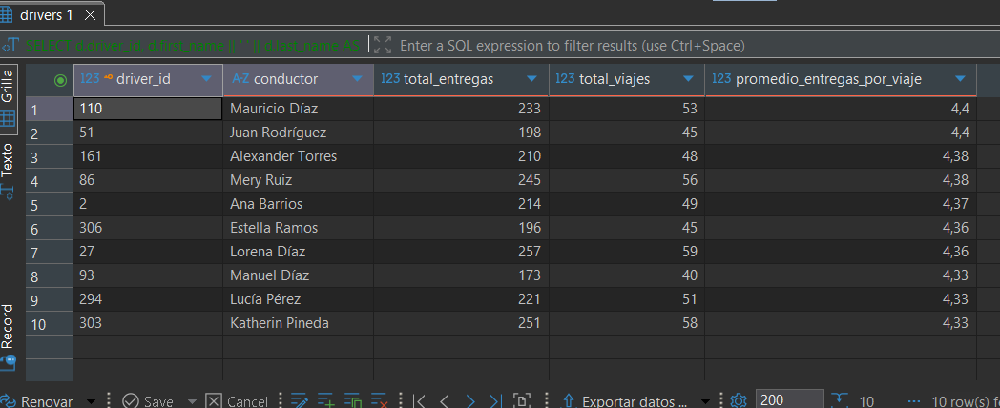 drivers 1
SELECT d.driver_id, d.first_name || ' ' || d.last_name AS Enter a SQL expression to filter results (use Ctrl+Space)
Grilla
Texto
Record
123 driver_id A-Z conductor 123 total_entregas 123 total_viajes 123 promedio_entregas_por_viaje
1 110 Mauricio Díaz 233 53 4,4
2 51 Juan Rodríguez 198 45 4,4
3 161 Alexander Torres 210 48 4,38
4 86 Mery Ruiz 245 56 4,38
5 2 Ana Barrios 214 49 4,37
6 306 Estella Ramos 196 45 4,36
7 27 Lorena Díaz 257 59 4,36
8 93 Manuel Díaz 173 40 4,33
9 294 Lucía Pérez 221 51 4,33
10 303 Katherin Pineda 251 58 4,33
Renovar Save Cancel Exportar datos ... 200 10 ... 10 row(s) f